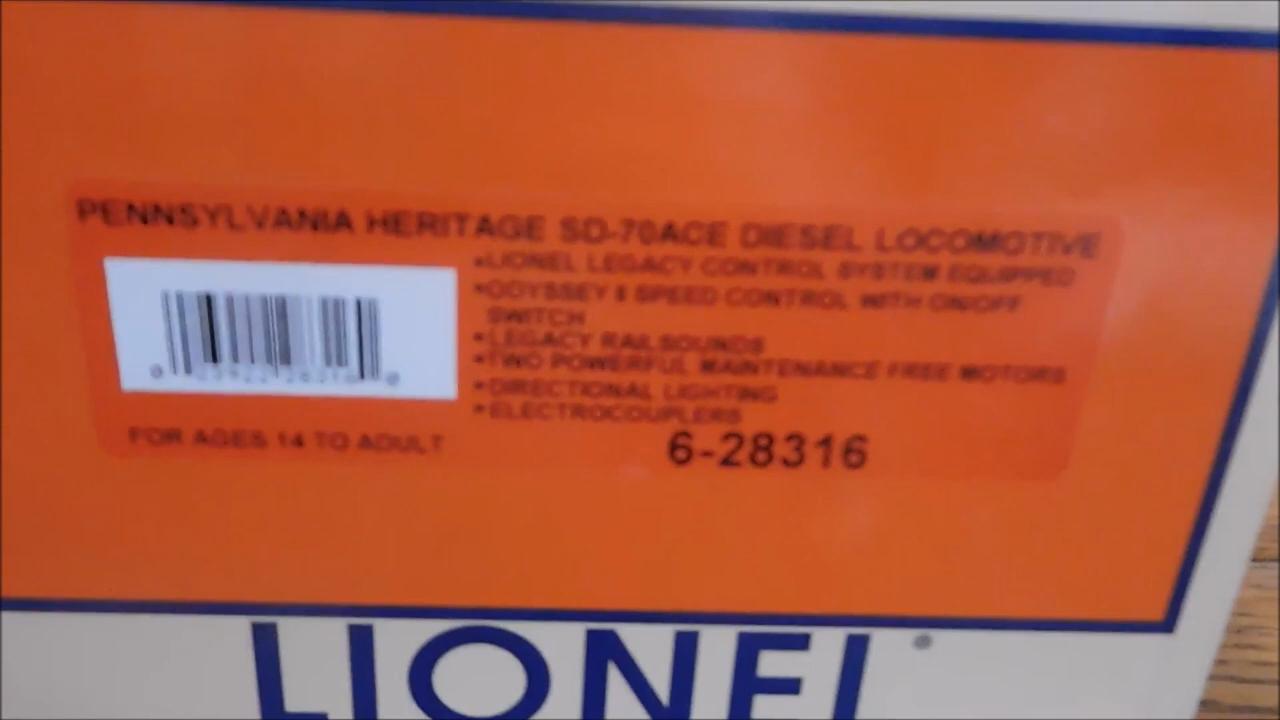 PENNSYLVANIA HERITAGE SD-70ACE DIESEL LOCOMOTIVE
•LIONEL LEGACY CONTROL SYSTEM EQUIPPED
•ODYSSEY II SPEED CONTROL WITH ON/OFF
SWITCH
•LEGACY RAILSOUNDS
•TWO POWERFUL MAINTENANCE FREE MOTORS
•DIRECTIONAL LIGHTING
•ELECTROCOUPLERS
FOR AGES 14 TO ADULT
6-28316
LIONEL